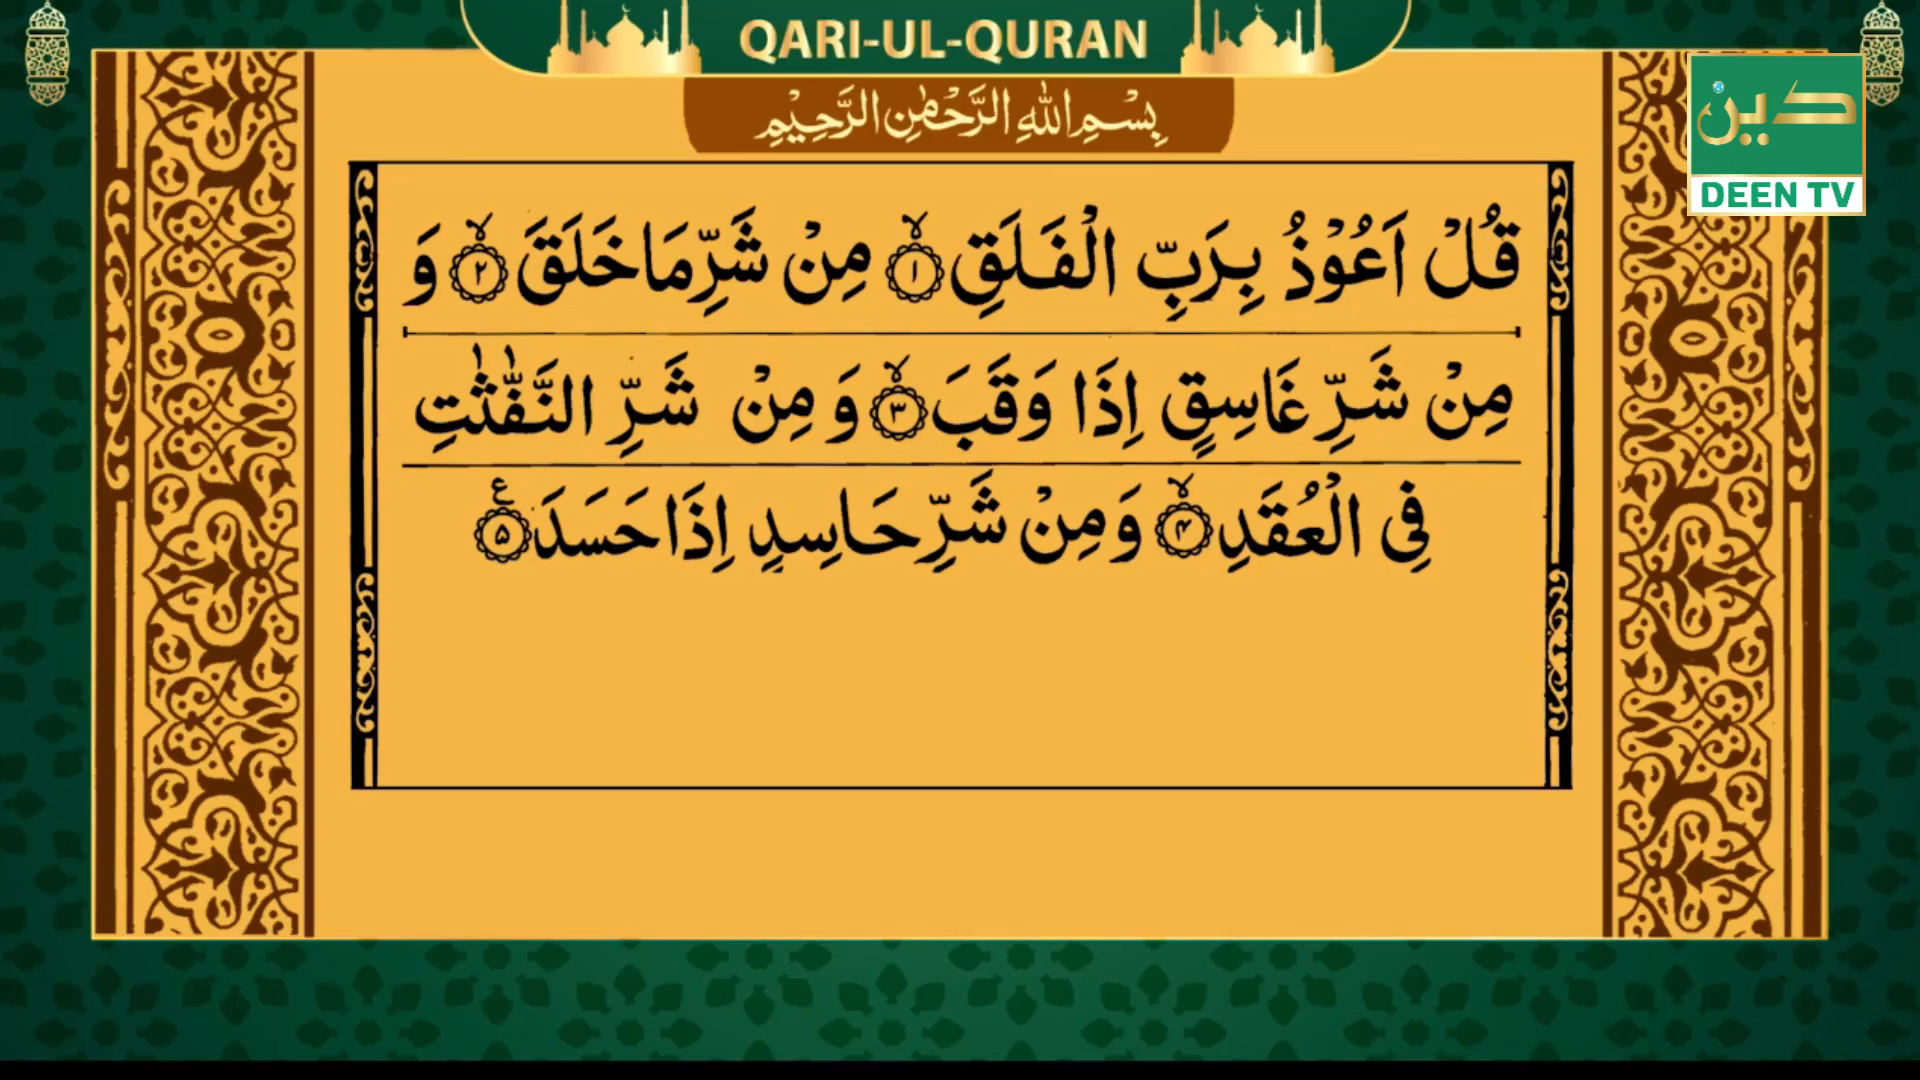 QARI-UL-QURAN
بِسْمِ اللّٰهِ الرَّحْمٰنِ الرَّحِيْمِ
دین
DEEN TV
قُلْ اَعُوْذُ بِرَبِّ الْفَلَقِ ۙ﴿۱﴾ مِنْ شَرِّ مَا خَلَقَ ۙ﴿۲﴾ وَ
مِنْ شَرِّ غَاسِقٍ اِذَا وَقَبَ ۙ﴿۳﴾ وَ مِنْ شَرِّ النَّفّٰثٰتِ
فِی الْعُقَدِ ۙ﴿۴﴾ وَ مِنْ شَرِّ حَاسِدٍ اِذَا حَسَدَ ﴿۵﴾ ع